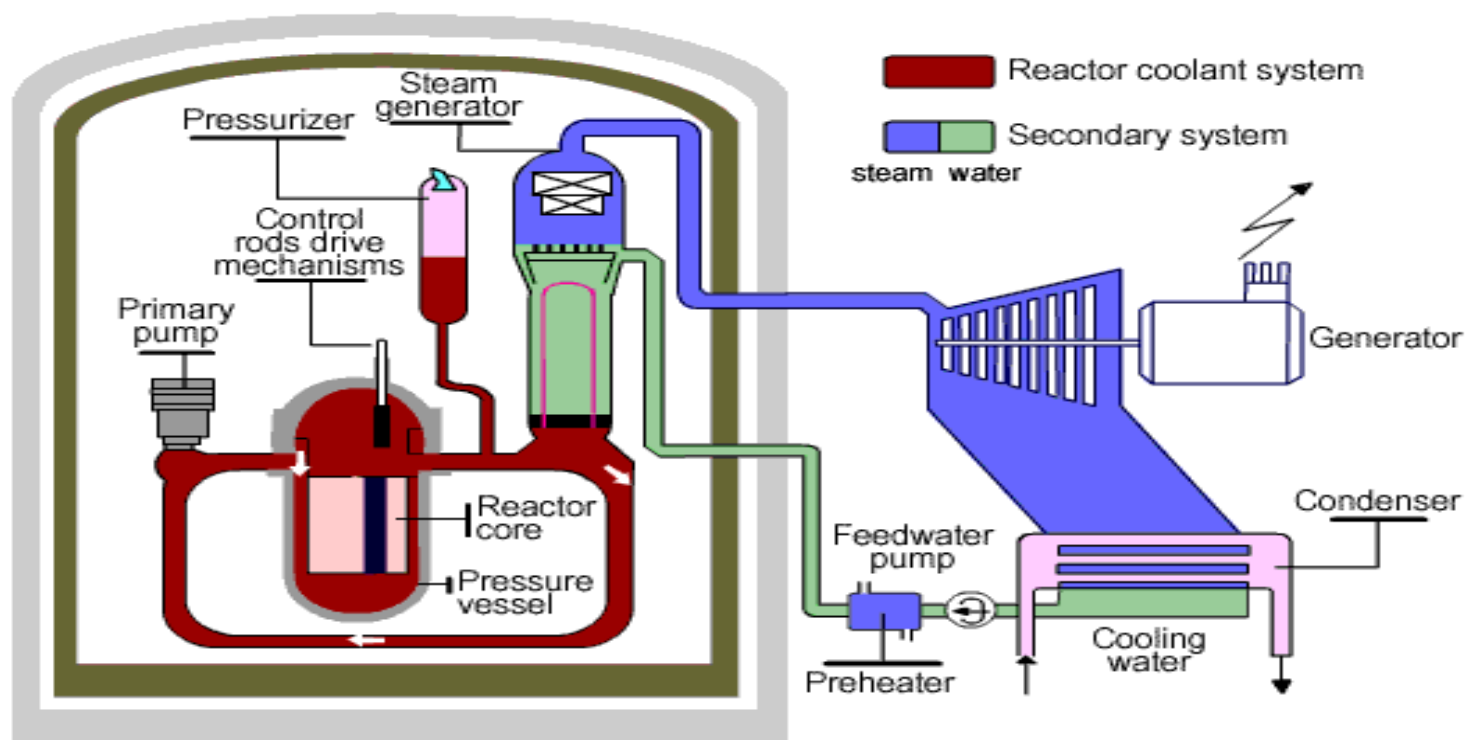 Reactor coolant system
Secondary system
steam water
Steam
generator
Pressurizer
Control
rods drive
mechanisms
Primary
pump
Generator
Reactor
core
Pressure
vessel
Condenser
Feedwater
pump
Cooling
water
Preheater